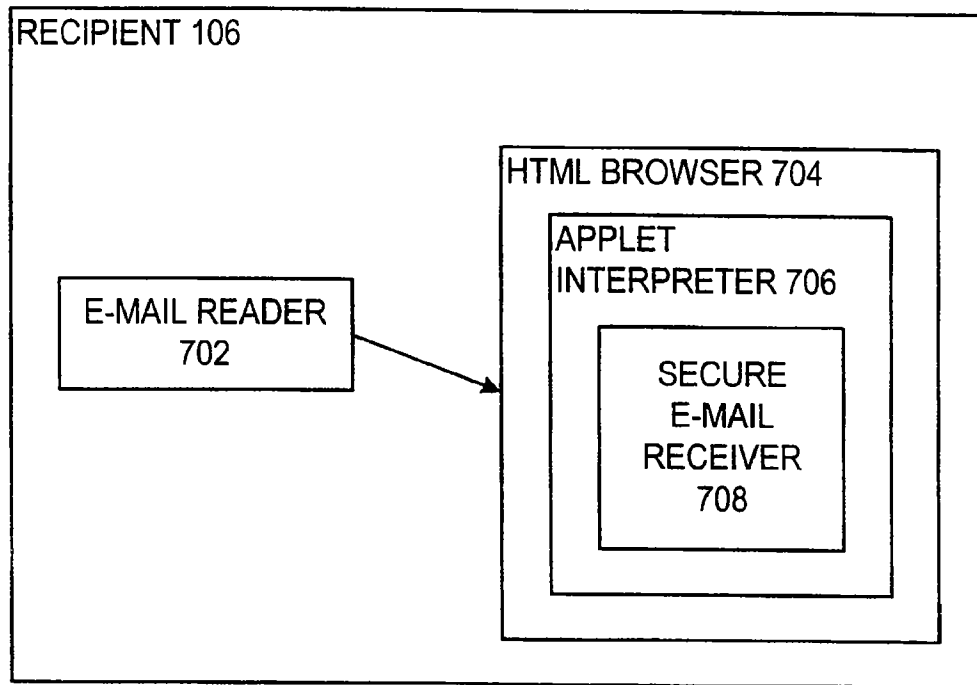 RECIPIENT 106
HTML BROWSER 704
APPLET
INTERPRETER 706
E-MAIL READER
702
SECURE
E-MAIL
RECEIVER
708